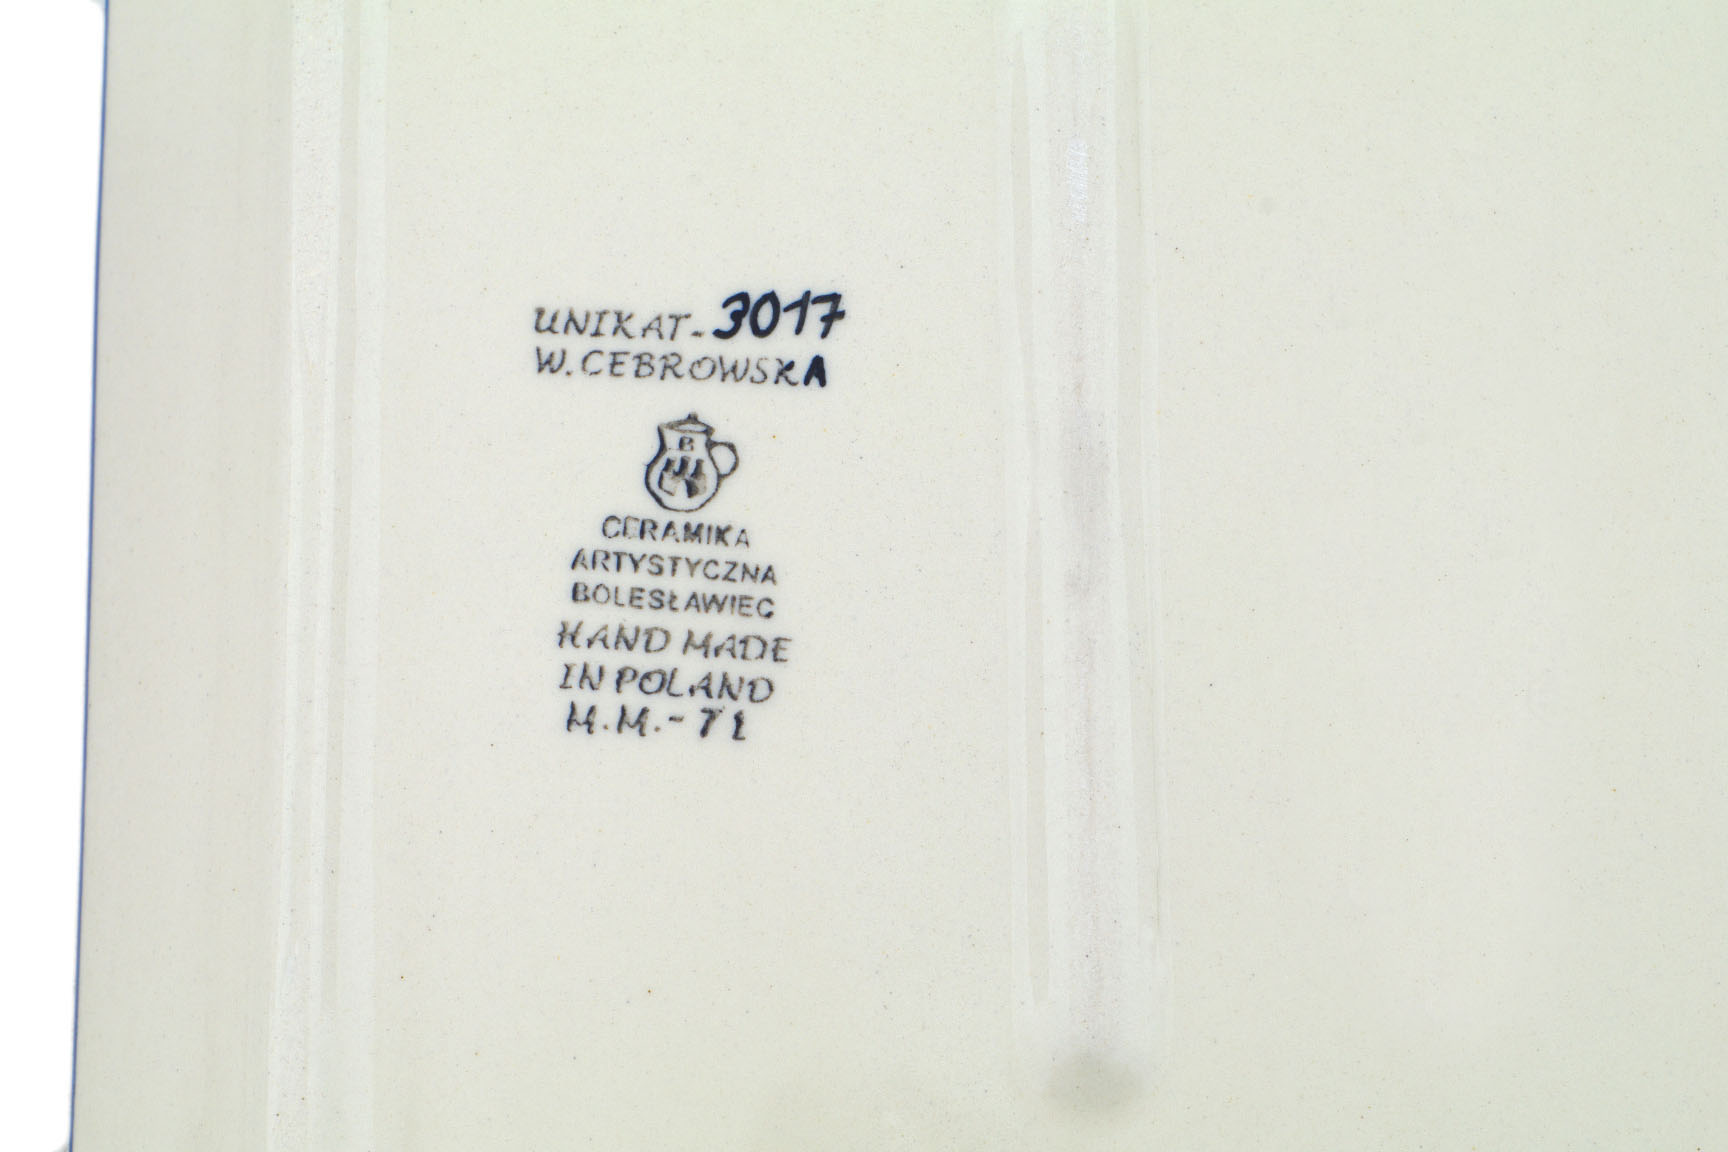 UNIKAT-3017
W. CEBROWSKA
B
CERAMIKA
ARTYSTYCZNA
BOLESŁAWIEC
HAND MADE
IN POLAND
M.M.-71